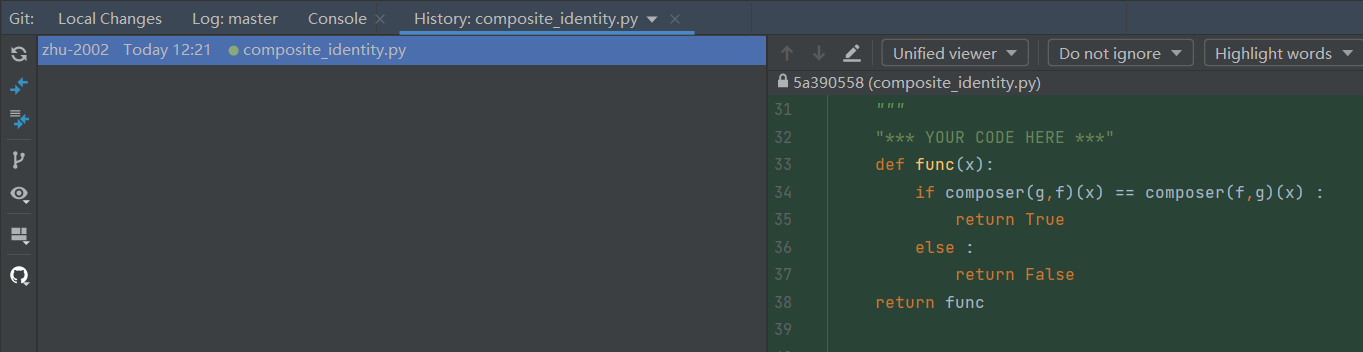 Git: Local Changes Log: master Console History: composite_identity.py
zhu-2002 Today 12:21 composite_identity.py
Unified viewer Do not ignore Highlight words
5a390558 (composite_identity.py)
31 """
32 "*** YOUR CODE HERE ***"
33 def func(x):
34 if composer(g,f)(x) == composer(f,g)(x) :
35 return True
36 else :
37 return False
38 return func
39